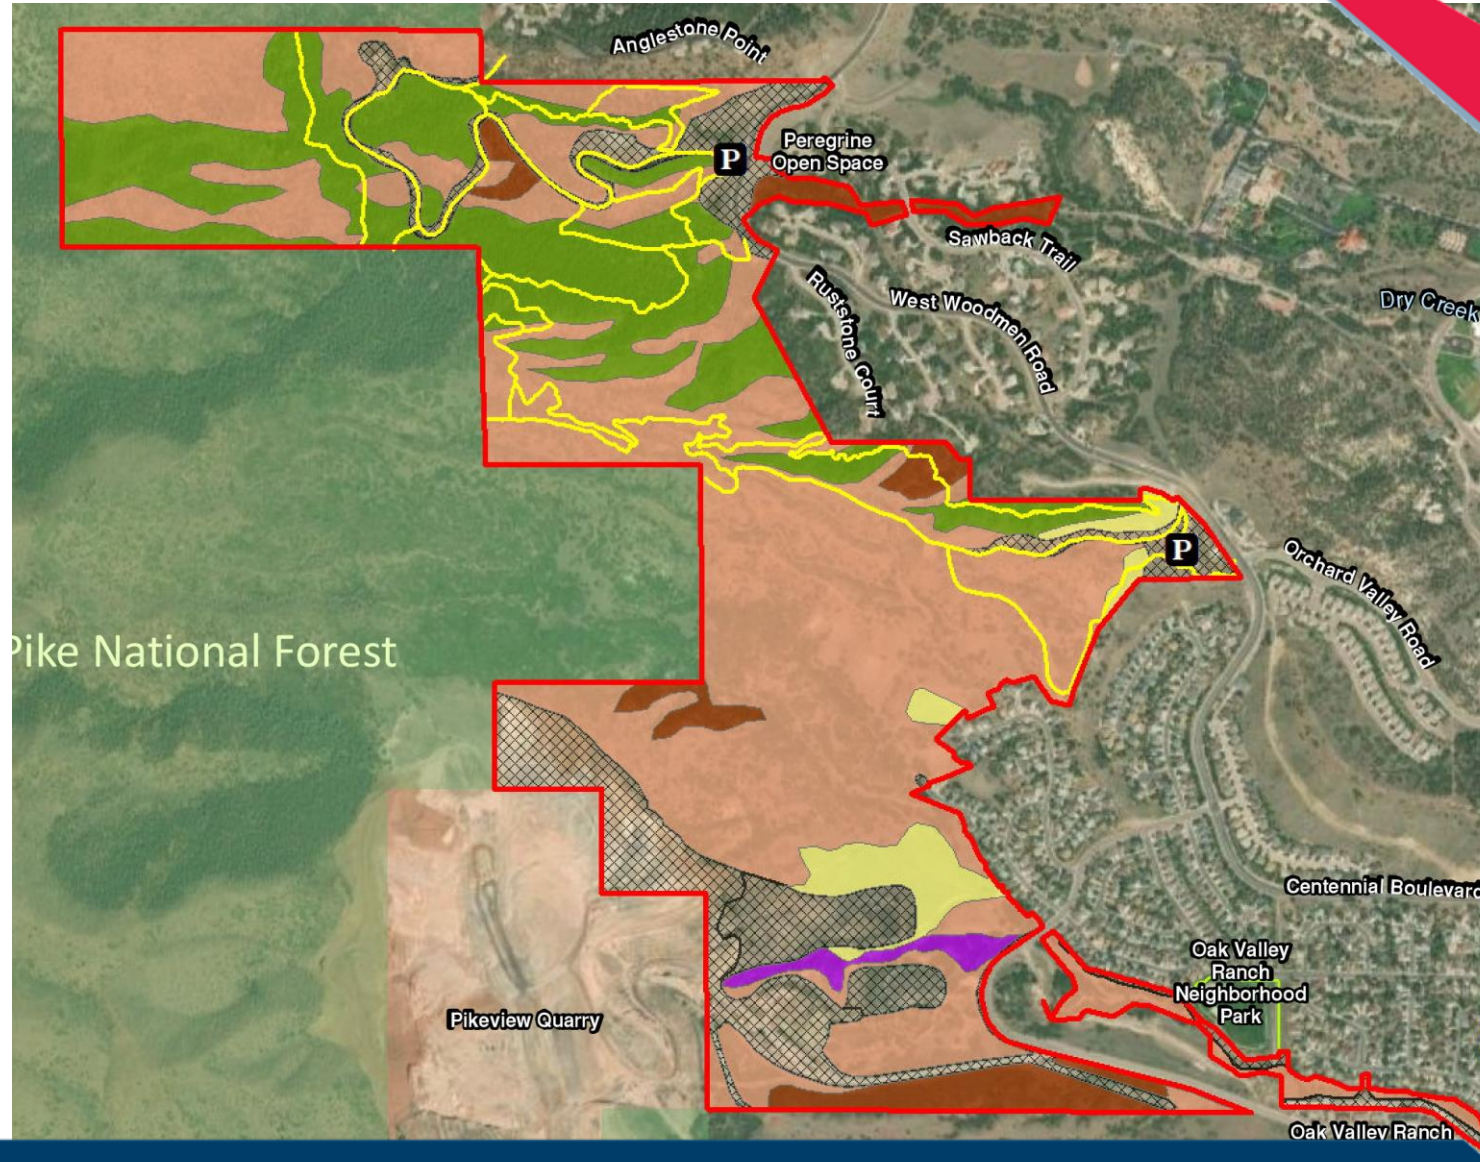 Anglestone Point
P
Peregrine
Open Space
Sawback Trail
West Woodmen Road
Ruststone Court
Dry Creek
P
Orchard Valley Road
Pike National Forest
Centennial Boulevard
Oak Valley
Ranch
Neighborhood
Park
Pikeview Quarry
Oak Valley Ranch